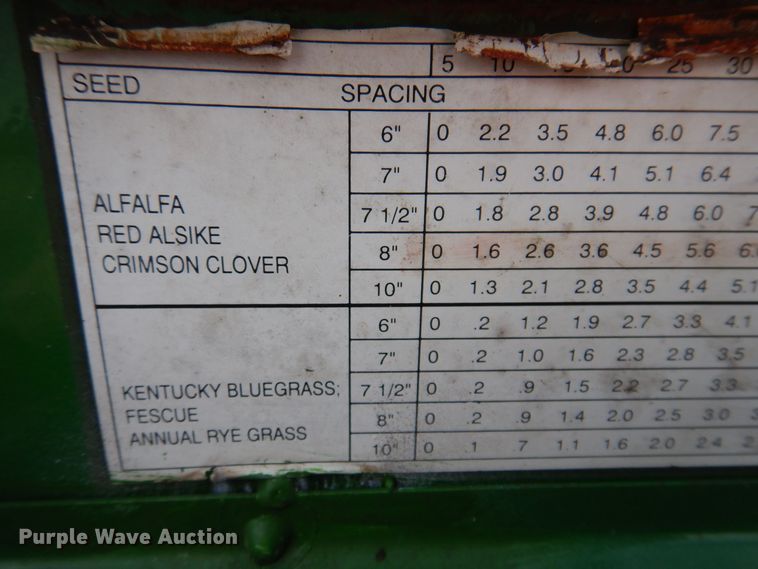 5 10 20 25 30
SEED SPACING
6" 0 2.2 3.5 4.8 6.0 7.5
7" 0 1.9 3.0 4.1 5.1 6.4
ALFALFA 7 1/2" 0 1.8 2.8 3.9 4.8 6.0
RED ALSIKE
8" 0 1.6 2.6 3.6 4.5 5.6
CRIMSON CLOVER
10" 0 1.3 2.1 2.8 3.5 4.4 5.1
6" 0 .2 1.2 1.9 2.7 3.3 4.1
7" 0 .2 1.0 1.6 2.3 2.8 3.5
KENTUCKY BLUEGRASS; 7 1/2" 0 .2 .9 1.5 2.2 2.7 3.3
FESCUE 8" 0 .2 .9 1.4 2.0 2.5 3.0
ANNUAL RYE GRASS 10" 0 .1 .7 1.1 1.6 2.0 2.4
Purple Wave Auction